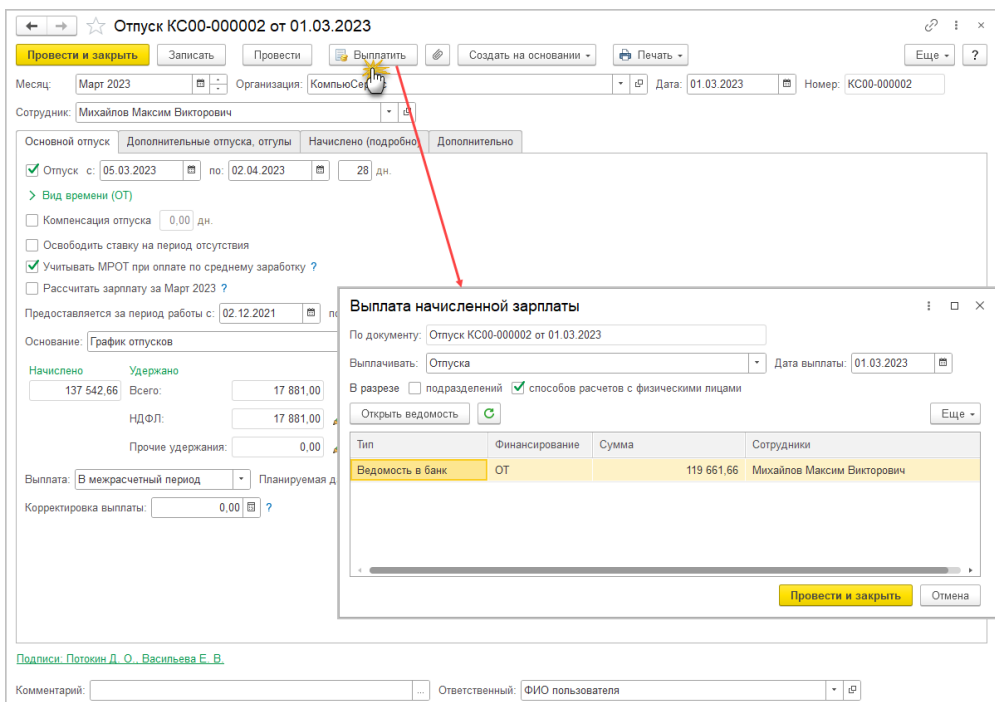 Отпуск КС00-000002 от 01.03.2023
Провести и закрыть Записать Провести Выплатить Создать на основании Печать Еще ?
Месяц: Март 2023 Организация: КомпьюСервис Дата: 01.03.2023 Номер: КС00-000002
Сотрудник: Михайлов Максим Викторович
Основной отпуск Дополнительные отпуска, отгулы Начислено (подробно) Дополнительно
Отпуск с: 05.03.2023 по: 02.04.2023 28 дн.
Вид времени (ОТ)
Компенсация отпуска 0,00 дн.
Освободить ставку на период отсутствия
Учитывать МРОТ при оплате по среднему заработку ?
Рассчитать зарплату за Март 2023 ?
Предоставляется за период работы с: 02.12.2021
Основание: График отпусков
Начислено Удержано
137 542,66 Всего: 17 881,00
НДФЛ: 17 881,00
Прочие удержания: 0,00
Выплата: В межрасчетный период Планируемая д
Корректировка выплаты: 0,00 ?
Выплата начисленной зарплаты
По документу: Отпуск КС00-000002 от 01.03.2023
Выплачивать: Отпуска Дата выплаты: 01.03.2023
В разрезе подразделений способов расчетов с физическими лицами
Открыть ведомость Еще
Тип Финансирование Сумма Сотрудники
Ведомость в банк ОТ 119 661,66 Михайлов Максим Викторович
Провести и закрыть Отмена
Подписи: Потокин Д. О., Васильева Е. В.
Комментарий: ... Ответственный: ФИО пользователя